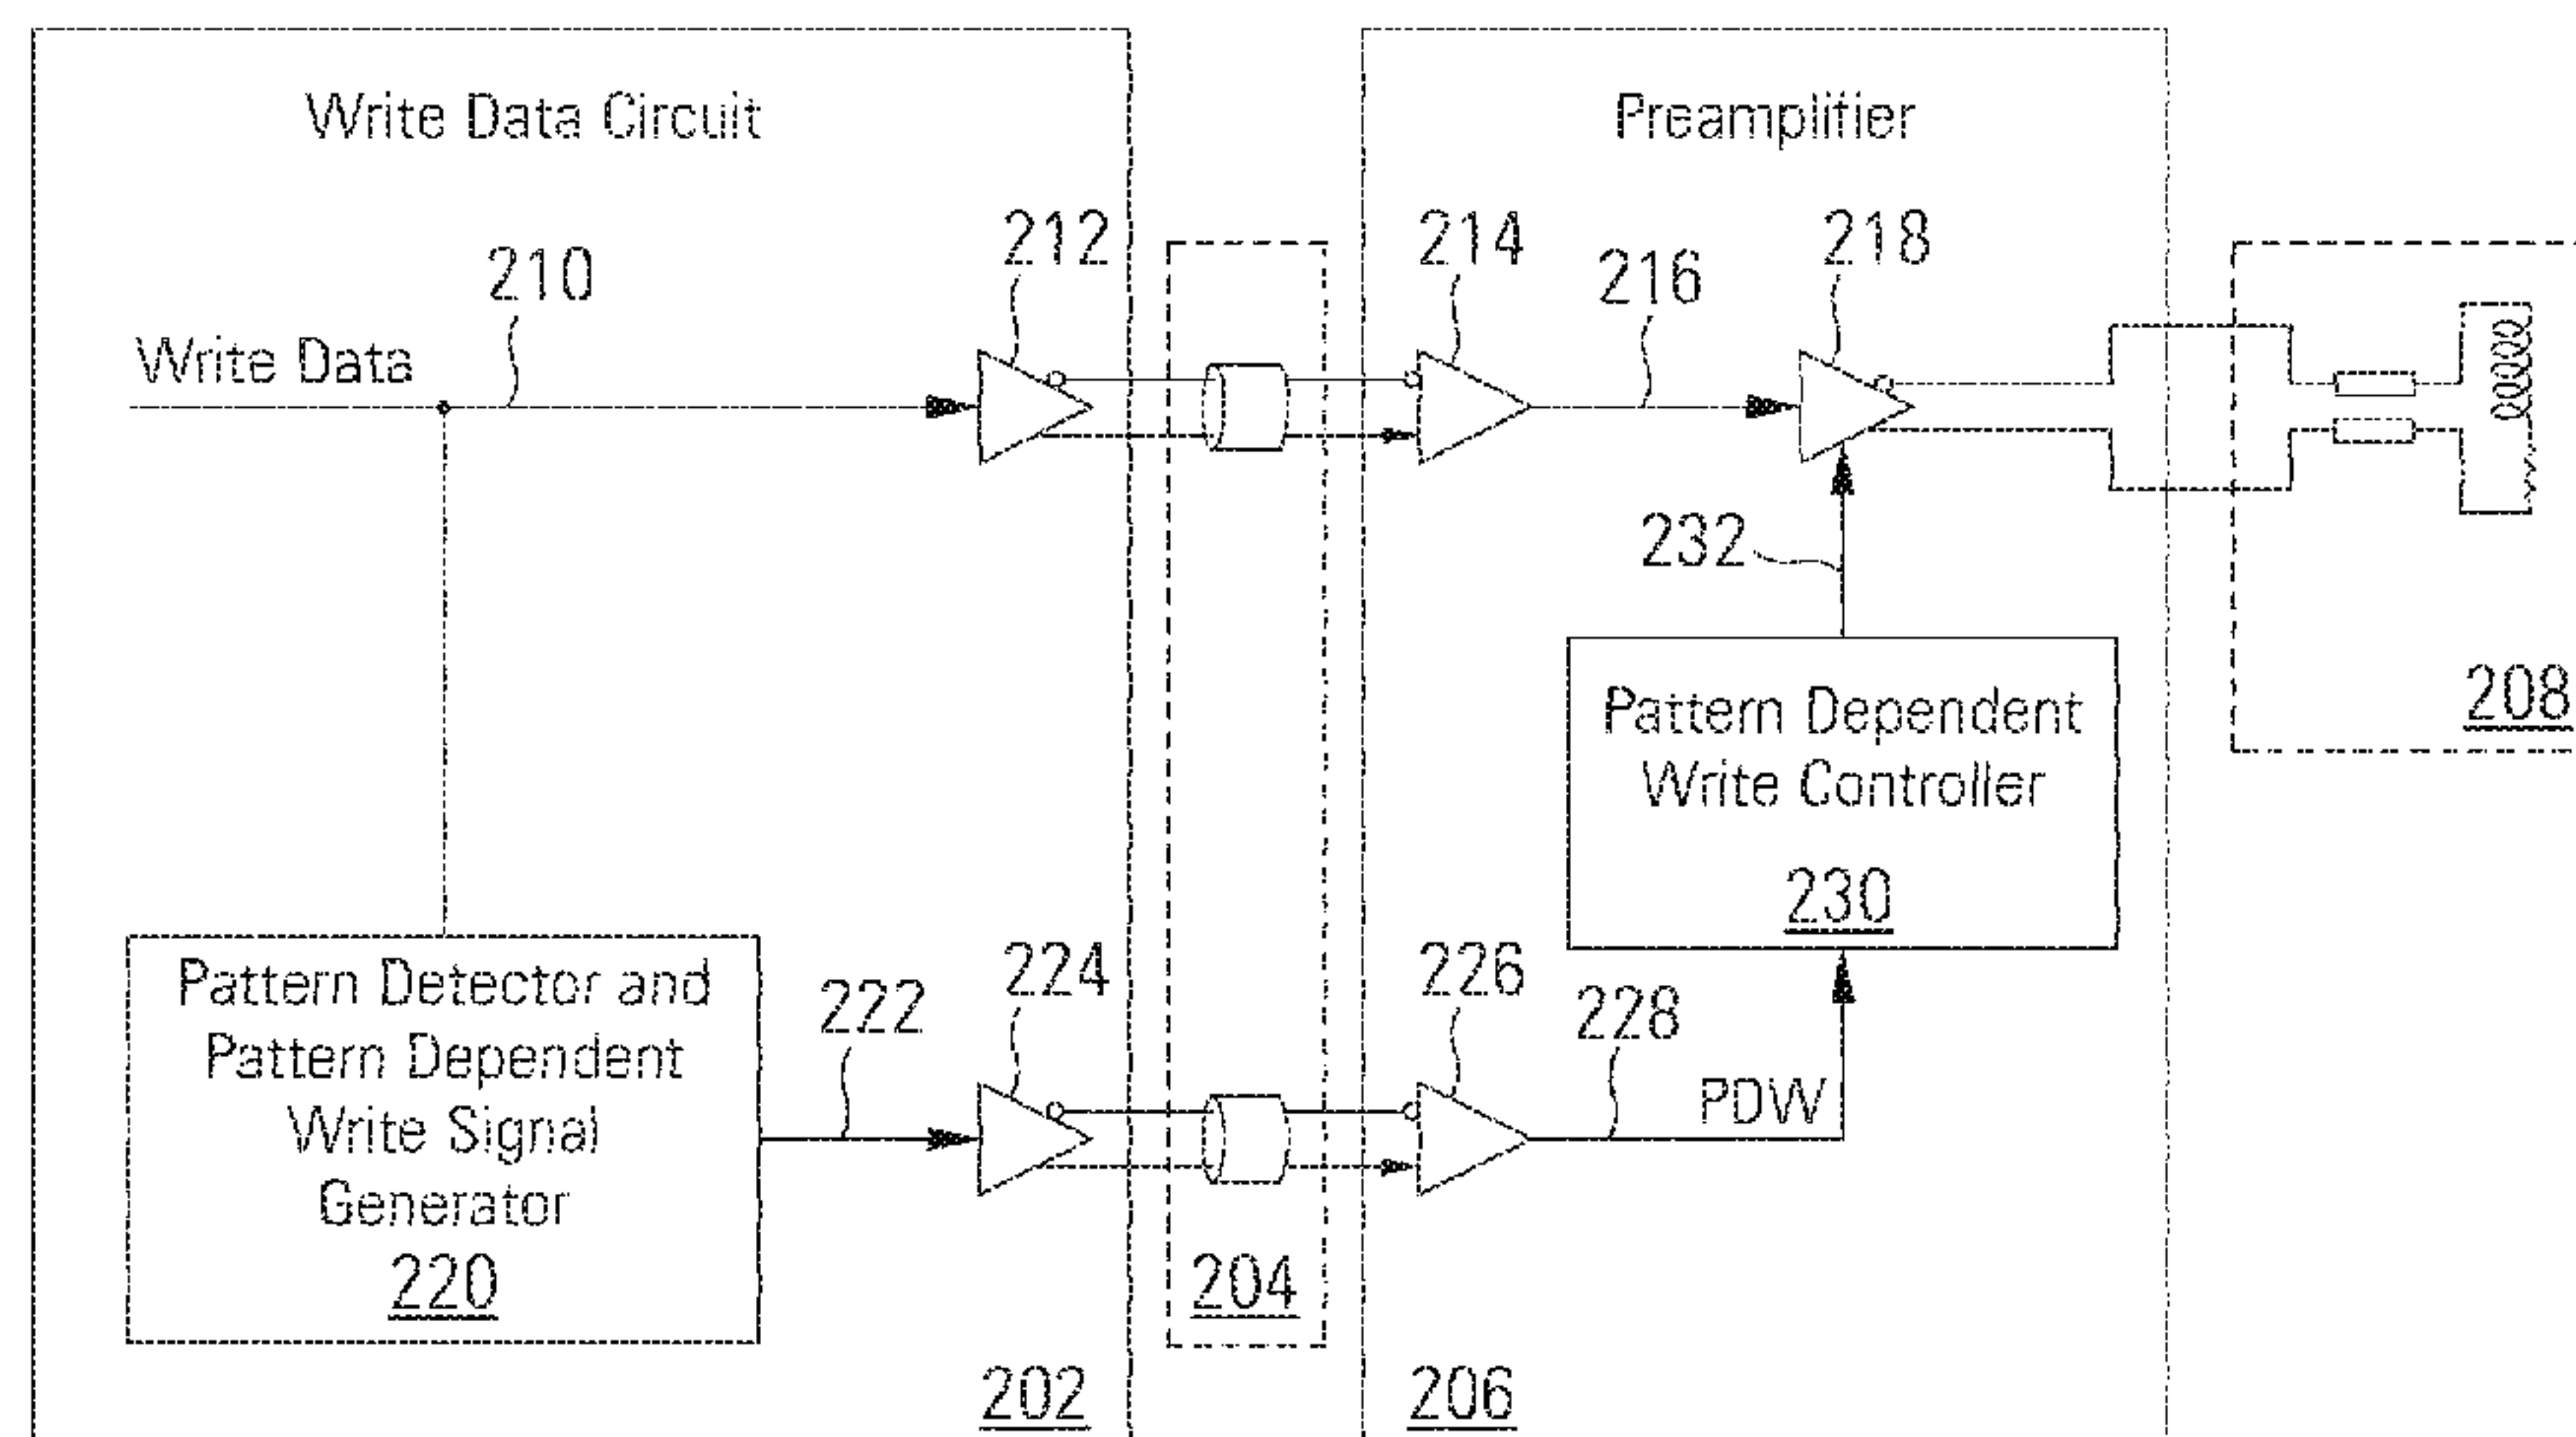 Write Data Circuit
Preamplifier
212
214
218
210
216
Write Data
232
208
Pattern Dependent
Write Controller
230
Pattern Detector and
Pattern Dependent
Write Signal
Generator
220
222
224
226
228
PDW
204
202
206